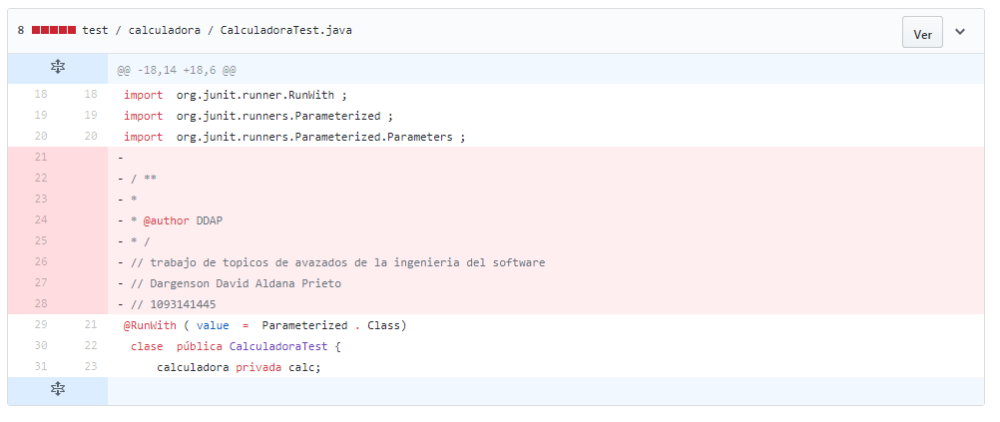 8 test / calculadora / CalculadoraTest.java Ver
@@ -18,14 +18,6 @@
18 18 import org.junit.runner.RunWith ;
19 19 import org.junit.runners.Parameterized ;
20 20 import org.junit.runners.Parameterized.Parameters ;
21 -
22 - / **
23 - *
24 - * @author DDAP
25 - * /
26 - // trabajo de topicos de avazados de la ingenieria del software
27 - // Dargenson David Aldana Prieto
28 - // 1093141445
29 21 @RunWith ( value = Parameterized . Class)
30 22 clase pública CalculadoraTest {
31 23 calculadora privada calc;